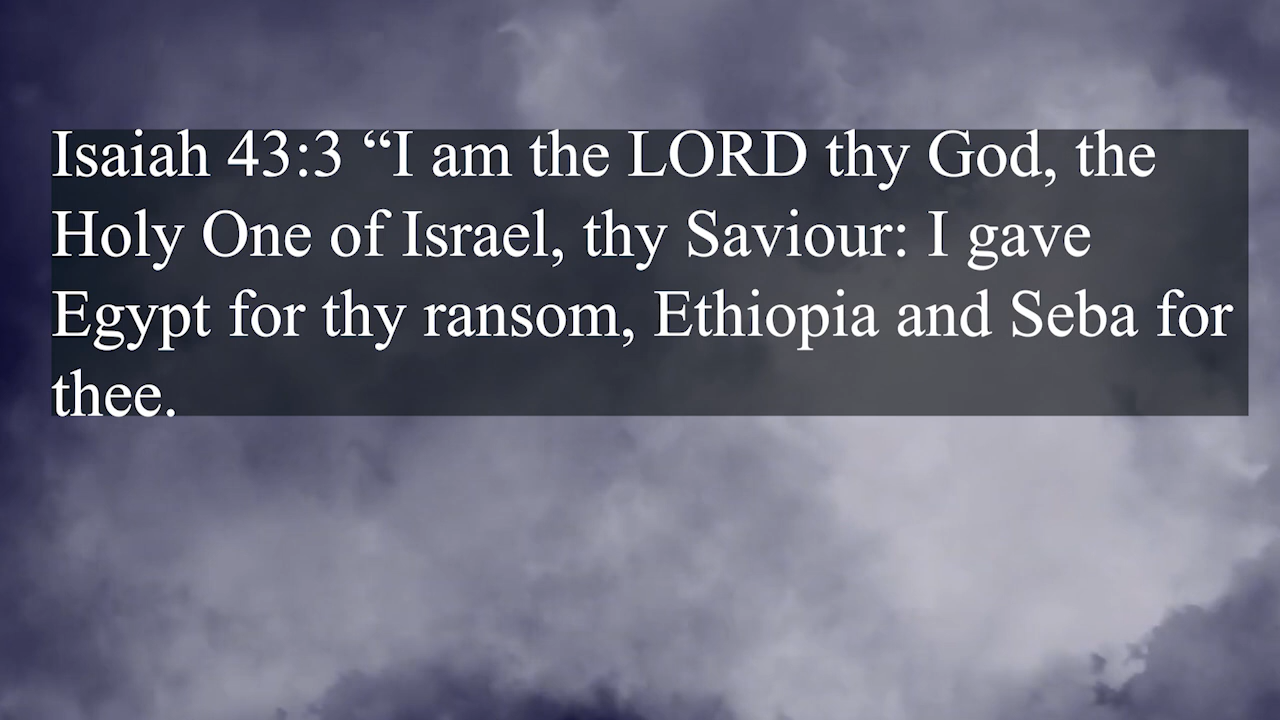 Isaiah 43:3 “I am the LORD thy God, the
Holy One of Israel, thy Saviour: I gave
Egypt for thy ransom, Ethiopia and Seba for
thee.